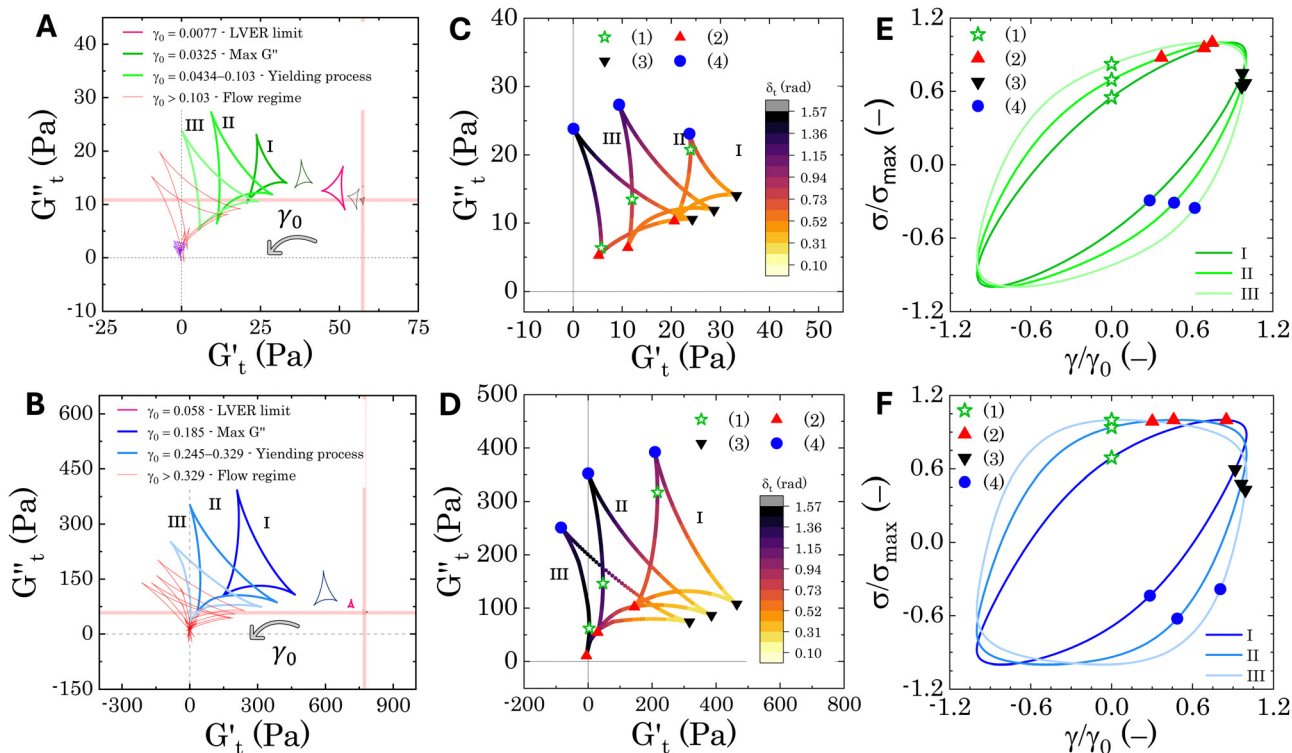 A
γ₀ = 0.0077 - LVER limit
γ₀ = 0.0325 - Max G"
γ₀ = 0.0434–0.103 - Yielding process
γ₀ > 0.103 - Flow regime
III
II
I
γ₀
40
30
20
10
0
-10
-25
0
25
50
75
G"t (Pa)
G't (Pa)
C
(1)
(2)
(3)
(4)
δt (rad)
1.57
1.36
1.15
0.94
0.73
0.52
0.31
0.10
III
II
I
40
30
20
10
0
-10
0
10
20
30
40
50
G"t (Pa)
G't (Pa)
E
(1)
(2)
(3)
(4)
I
II
III
1.2
0.6
0.0
-0.6
-1.2
-1.2
-0.6
0.0
0.6
1.2
σ/σmax (–)
γ/γ₀ (–)
B
γ₀ = 0.058 - LVER limit
γ₀ = 0.185 - Max G"
γ₀ = 0.245–0.329 - Yiending process
γ₀ > 0.329 - Flow regime
III
II
I
γ₀
600
450
300
150
0
-150
-300
0
300
600
900
G"t (Pa)
G't (Pa)
D
(1)
(2)
(3)
(4)
δt (rad)
1.57
1.36
1.15
0.94
0.73
0.52
0.31
0.10
III
II
I
500
400
300
200
100
0
-200
0
200
400
600
800
G"t (Pa)
G't (Pa)
F
(1)
(2)
(3)
(4)
I
II
III
1.2
0.6
0.0
-0.6
-1.2
-1.2
-0.6
0.0
0.6
1.2
σ/σmax (–)
γ/γ₀ (–)